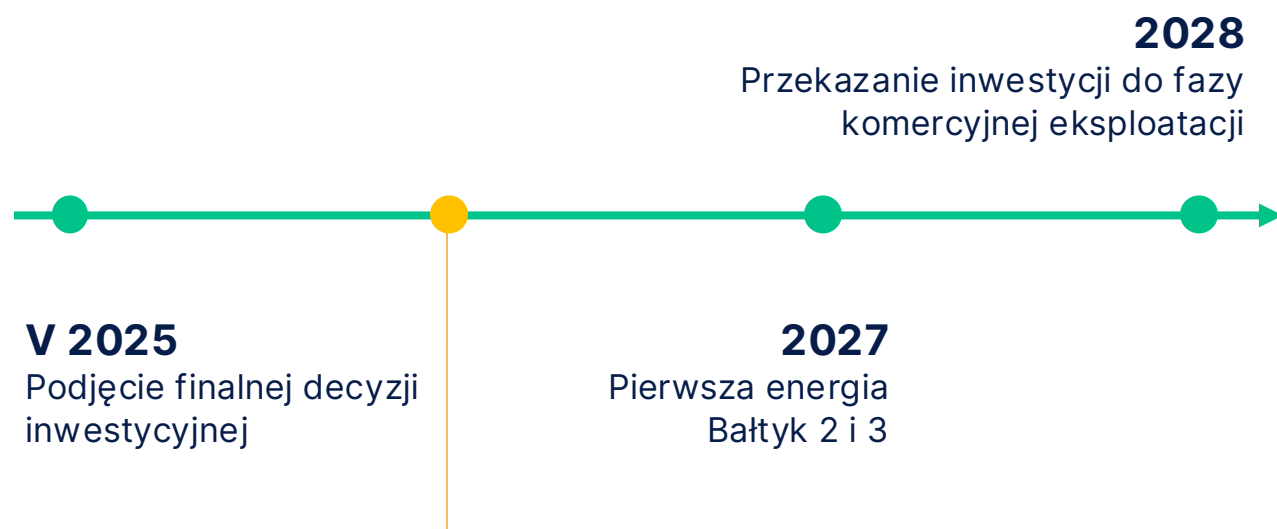 2028
Przekazanie inwestycji do fazy
komercyjnej eksploatacji
V 2025
Podjęcie finalnej decyzji
inwestycyjnej
2027
Pierwsza energia
Bałtyk 2 i 3